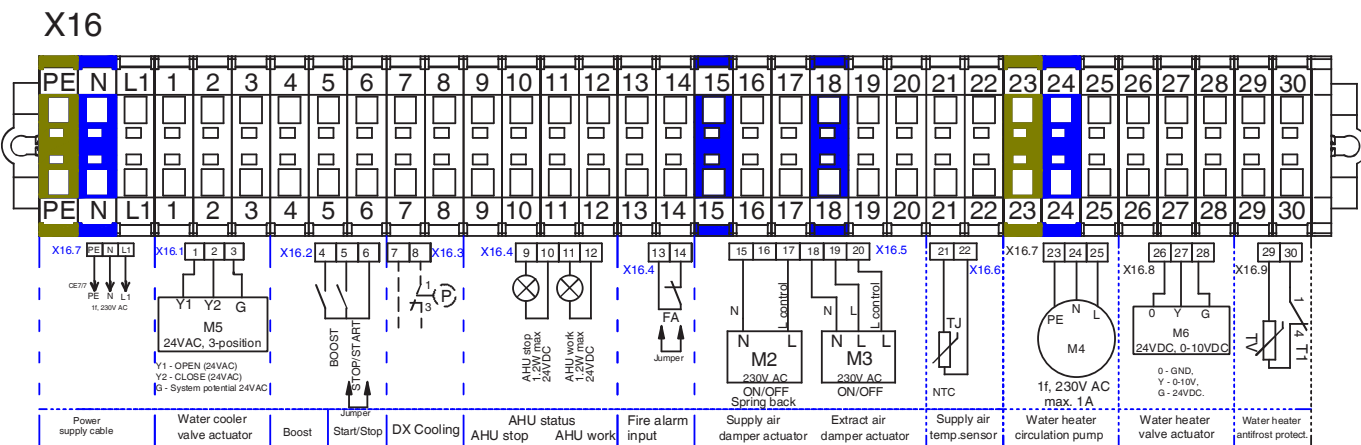 X16
PE N L1 1 2 3 4 5 6 7 8 9 10 11 12 13 14 15 16 17 18 19 20 21 22 23 24 25 26 27 28 29 30
PE N L1 1 2 3 4 5 6 7 8 9 10 11 12 13 14 15 16 17 18 19 20 21 22 23 24 25 26 27 28 29 30
X16.7 PE N L1
CE7/7
PE N L1
1f, 230V AC
Power
supply cable
X16.1 1 2 3
Y1 Y2 G
M5
24VAC, 3-position
Y1 - OPEN (24VAC)
Y2 - CLOSE (24VAC)
G - System potential 24VAC
Water cooler
valve actuator
X16.2 4 5 6
BOOST
STOP/START
Jumper
Boost
Start/Stop
7 8 X16.3
1
3
P
DX Cooling
X16.4 9 10 11 12
AHU stop
1.2W max
24VDC
AHU work
1.2W max
24VDC
AHU status
AHU stop AHU work
13 14
X16.4
FA
Jumper
Fire alarm
input
15 16 17 18 19 20 X16.5
N
L control
N L
L control
N L
M2
230V AC
ON/OFF
Spring back
Supply air
damper actuator
N L L
M3
230V AC
ON/OFF
Extract air
damper actuator
21 22
X16.6
TJ
NTC
Supply air
temp.sensor
X16.7
23 24 25
PE N L
M4
1f, 230V AC
max. 1A
Water heater
circulation pump
26 27 28
X16.8
0 Y G
M6
24VDC, 0-10VDC
0 - GND,
Y - 0-10V,
G - 24VDC.
Water heater
valve actuator
29 30
X16.9
TV
1
4
T1
Water heater
antifrost protect.